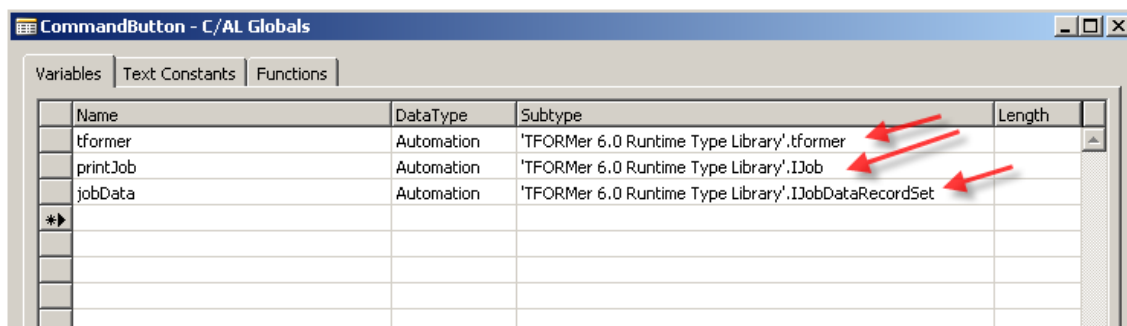 CommandButton - C/AL Globals
Variables Text Constants Functions
Name DataType Subtype Length
tformer Automation 'TFORMer 6.0 Runtime Type Library'.tformer
printJob Automation 'TFORMer 6.0 Runtime Type Library'.IJob
jobData Automation 'TFORMer 6.0 Runtime Type Library'.IJobDataRecordSet